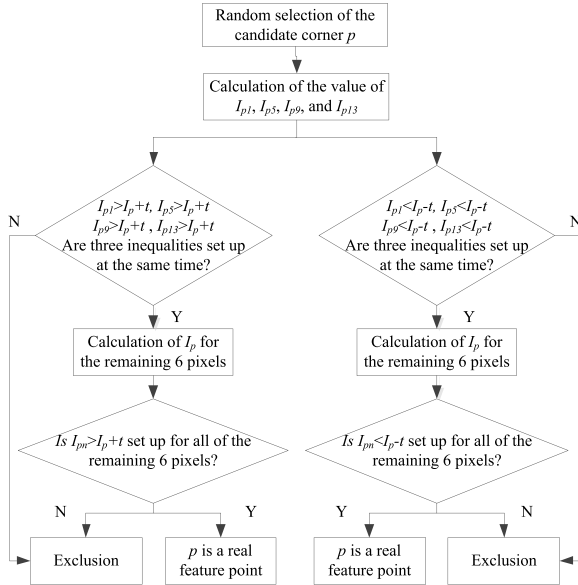 Random selection of the
candidate corner p
Calculation of the value of
Ip1, Ip5, Ip9, and Ip13
N
Ip1>Ip+t, Ip5>Ip+t
Ip9>Ip+t , Ip13>Ip+t
Are three inequalities set up
at the same time?
Ip1<Ip-t, Ip5<Ip-t
Ip9<Ip-t , Ip13<Ip-t
Are three inequalities set up
at the same time?
N
Y
Y
Calculation of Ip for
the remaining 6 pixels
Calculation of Ip for
the remaining 6 pixels
Is Ipn>Ip+t set up for all of the
remaining 6 pixels?
Is Ipn<Ip-t set up for all of the
remaining 6 pixels?
N
Y
Y
N
Exclusion
p is a real
feature point
p is a real
feature point
Exclusion